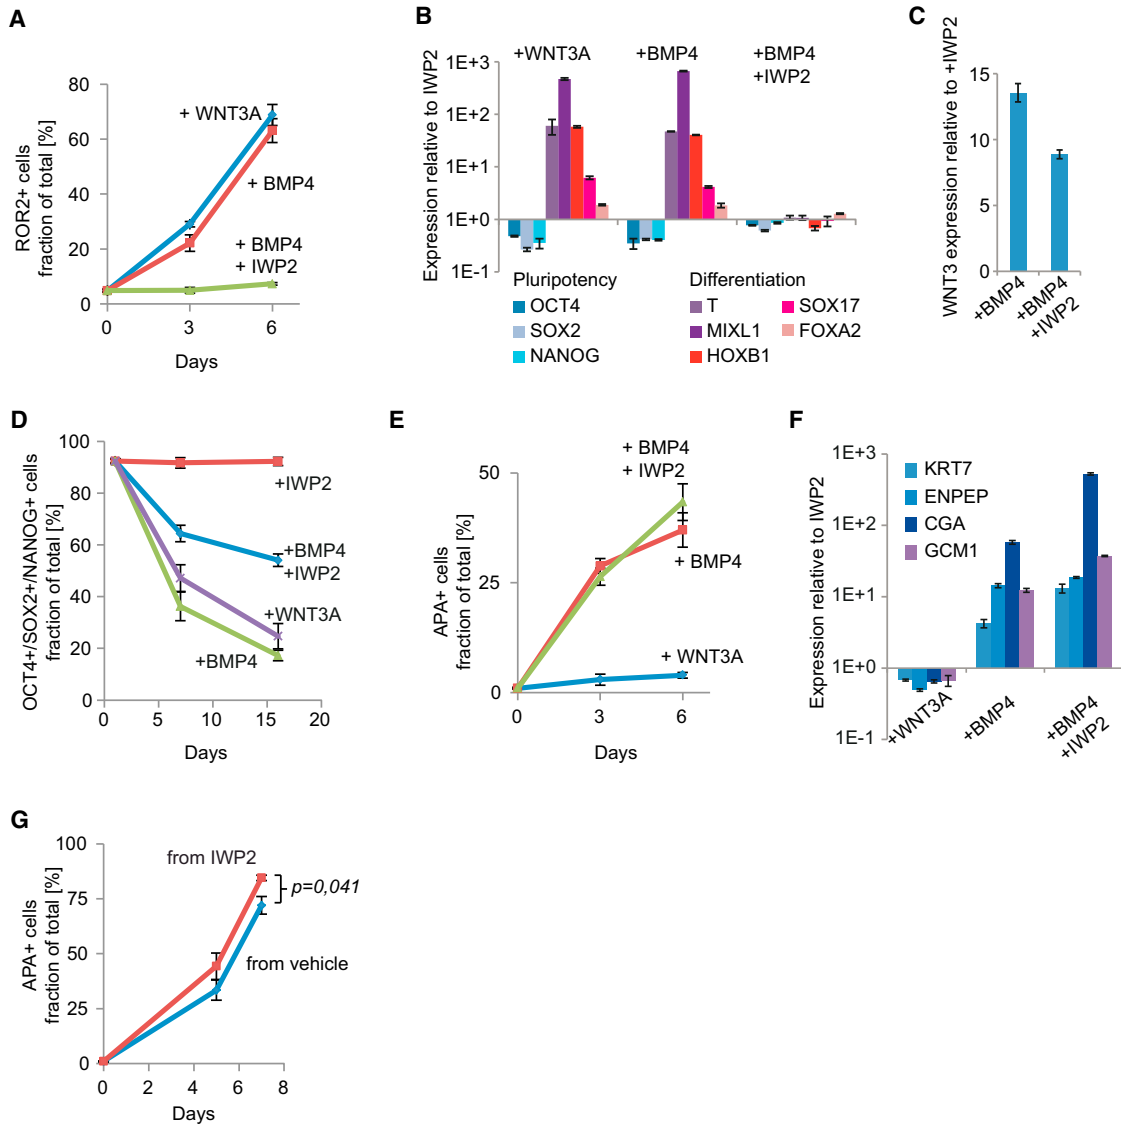 A
ROR2+ cells
fraction of total [%]
80
60
40
20
0
0
3
6
Days
+ WNT3A
+ BMP4
+ BMP4
+ IWP2
B
Expression relative to IWP2
1E+3
1E+2
1E+1
1E+0
1E-1
+WNT3A
+BMP4
+BMP4
+IWP2
Pluripotency
OCT4
SOX2
NANOG
Differentiation
T
MIXL1
HOXB1
SOX17
FOXA2
C
WNT3 expression relative to +IWP2
15
10
5
0
+BMP4
+BMP4
+IWP2
D
OCT4+/SOX2+/NANOG+ cells
fraction of total [%]
100
80
60
40
20
0
0
5
10
15
20
Days
+IWP2
+BMP4
+IWP2
+WNT3A
+BMP4
E
APA+ cells
fraction of total [%]
50
25
0
0
3
6
Days
+ BMP4
+ IWP2
+ BMP4
+ WNT3A
F
Expression relative to IWP2
1E+3
1E+2
1E+1
1E+0
1E-1
KRT7
ENPEP
CGA
GCM1
+WNT3A
+BMP4
+BMP4
+IWP2
G
APA+ cells
fraction of total [%]
100
75
50
25
0
0
2
4
6
8
Days
from IWP2
p=0,041
from vehicle